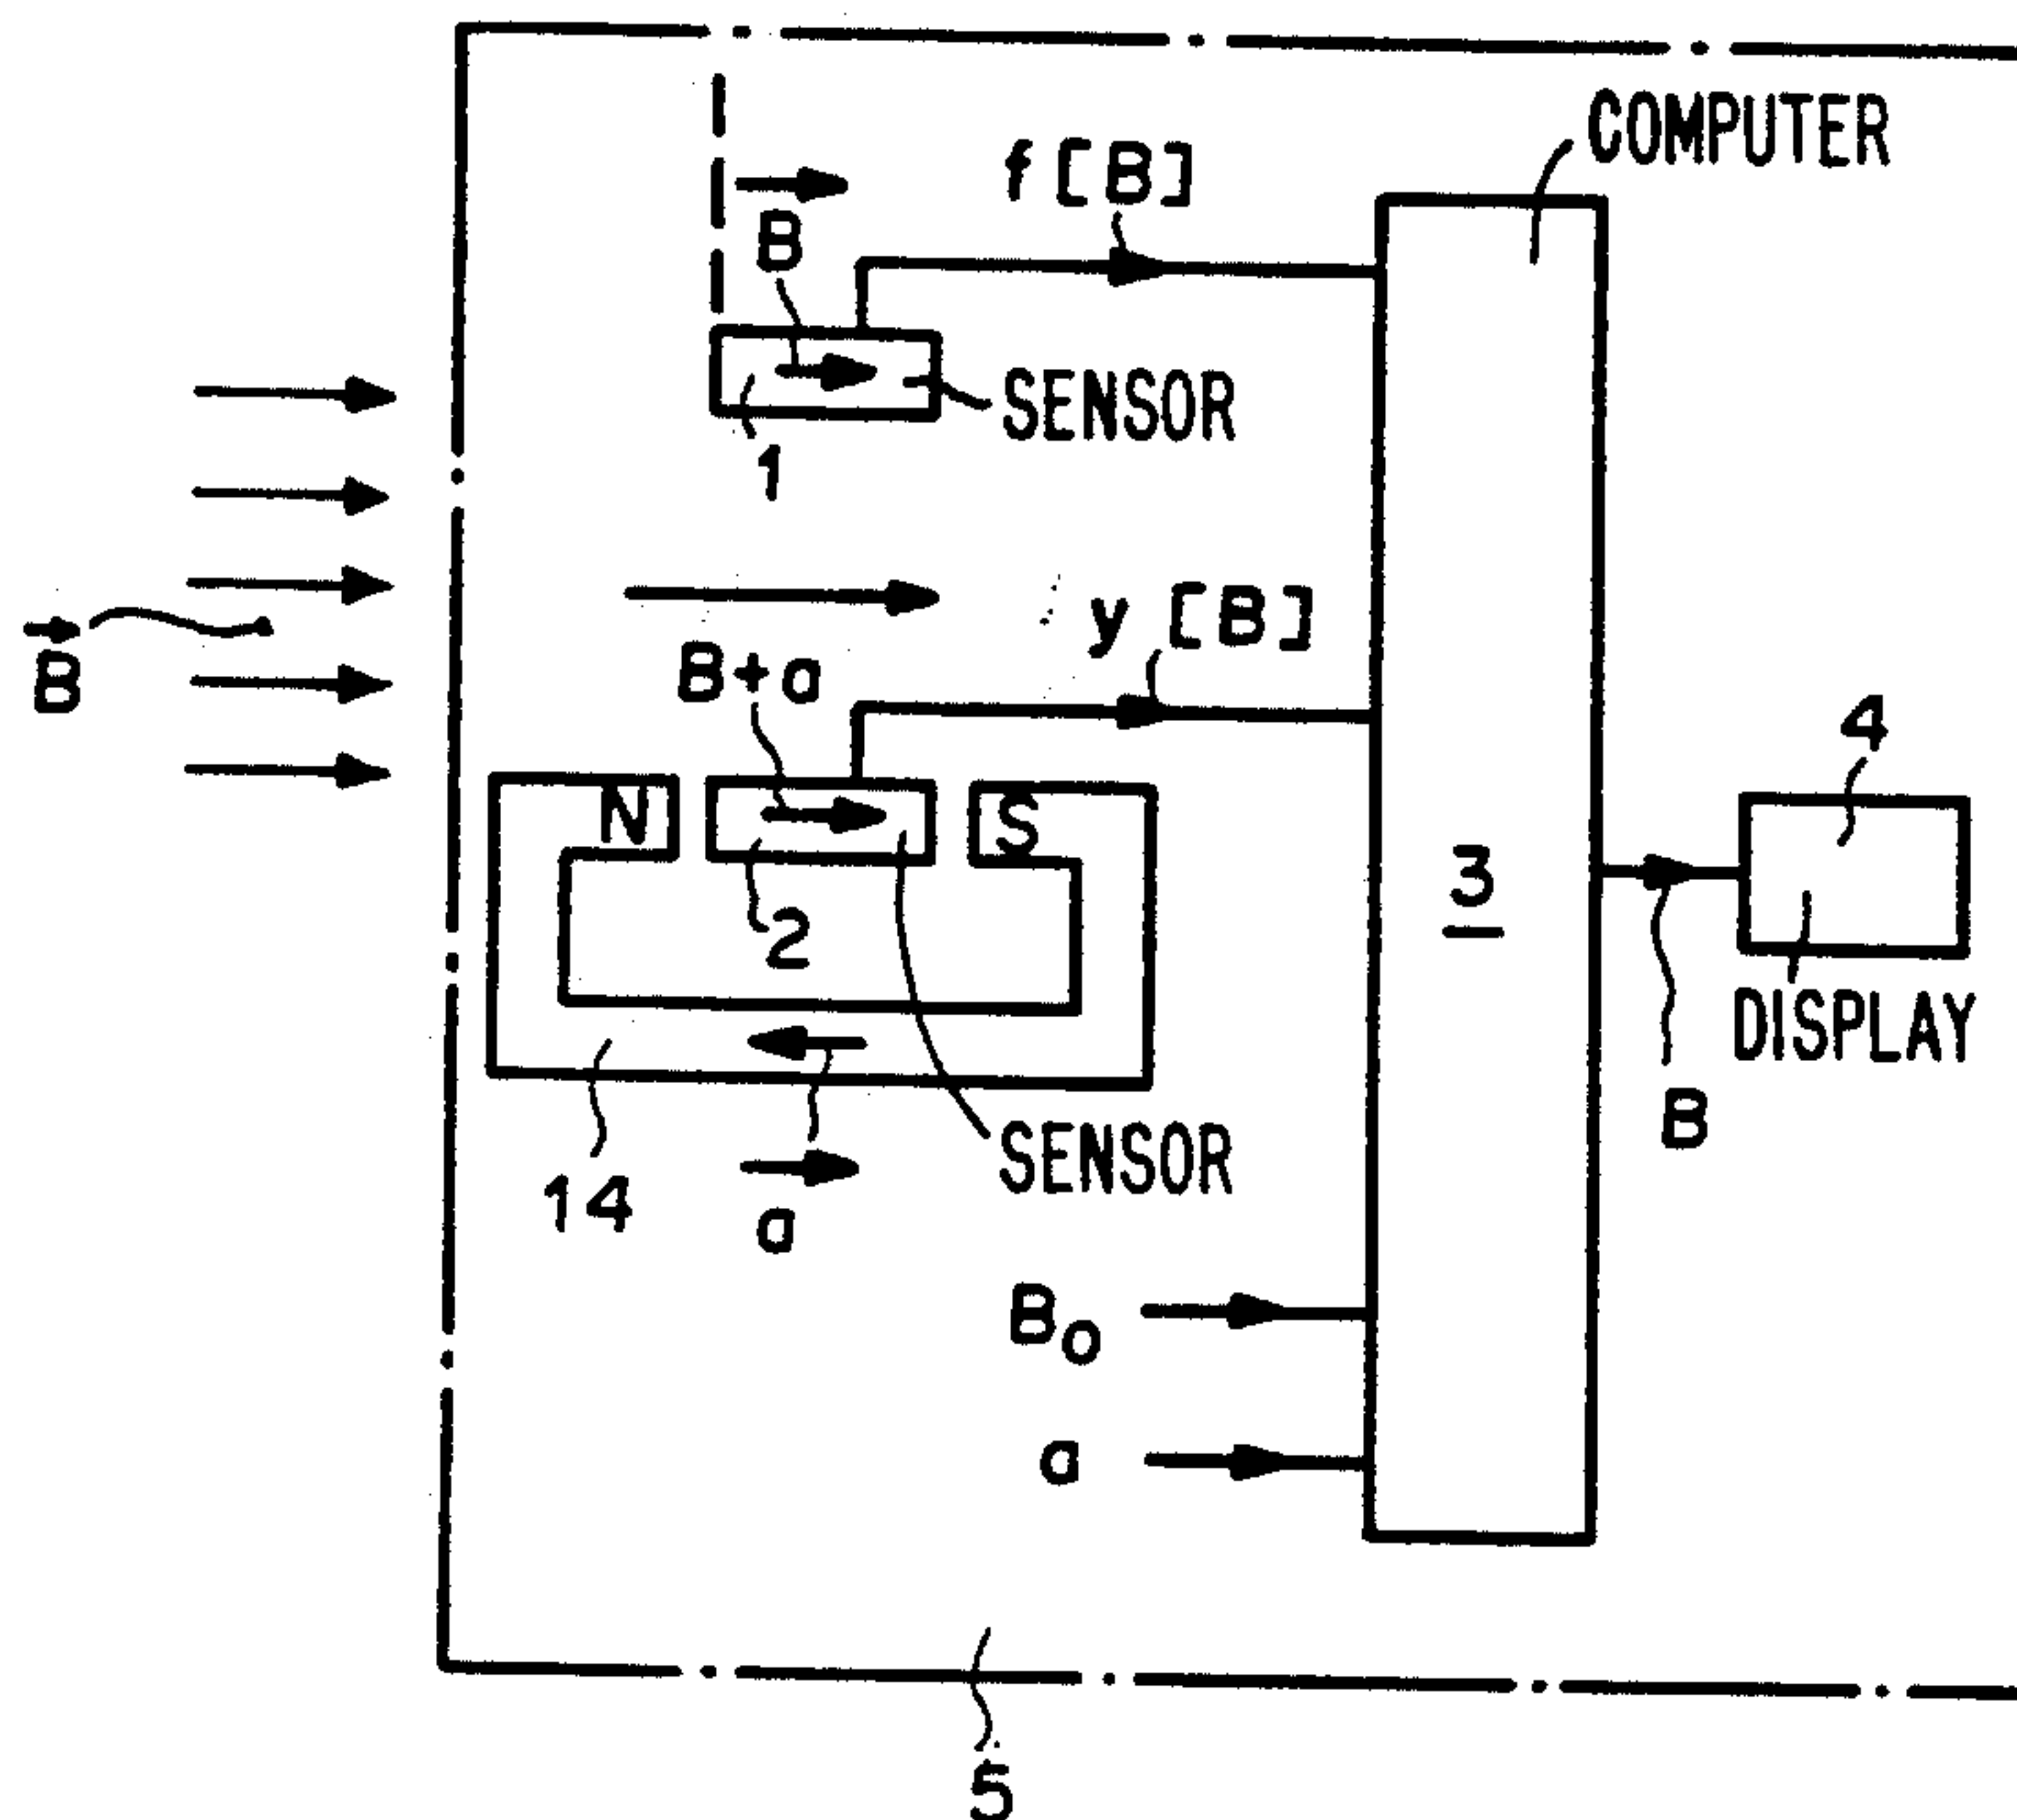 COMPUTER
f [B]
B
SENSOR
1
y [B]
B
B+a
4
N
S
3
2
DISPLAY
B
SENSOR
14
a
B₀
a
5